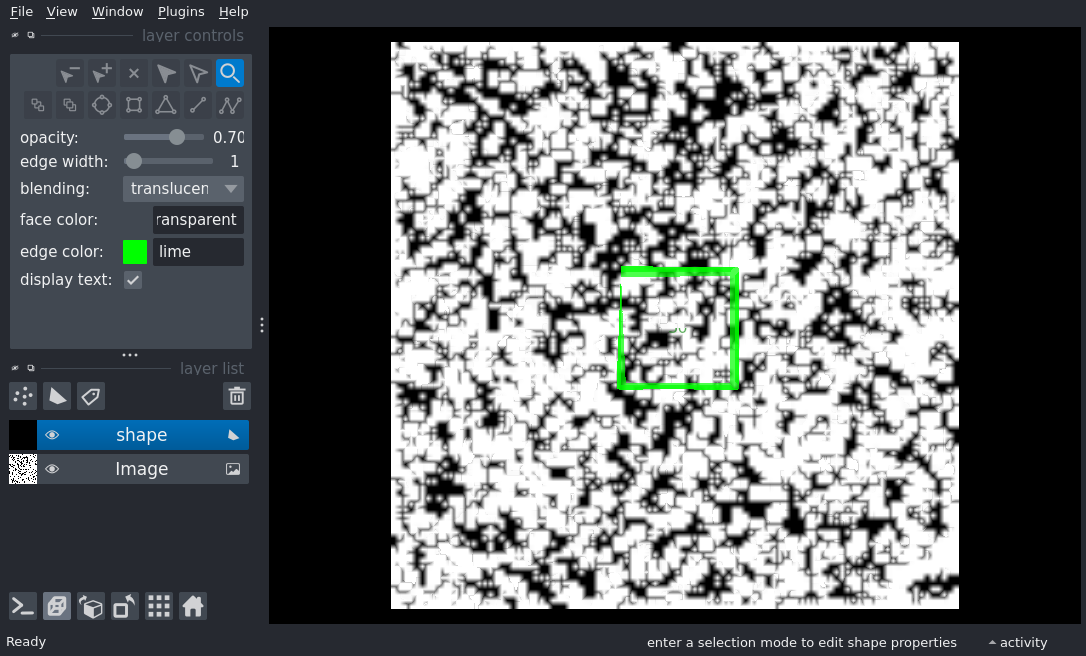 File View Window Plugins Help
layer controls
opacity: 0.70
edge width: 1
blending: translucen
face color: ransparent
edge color: lime
display text:
layer list
shape
Image
Ready
enter a selection mode to edit shape properties
activity